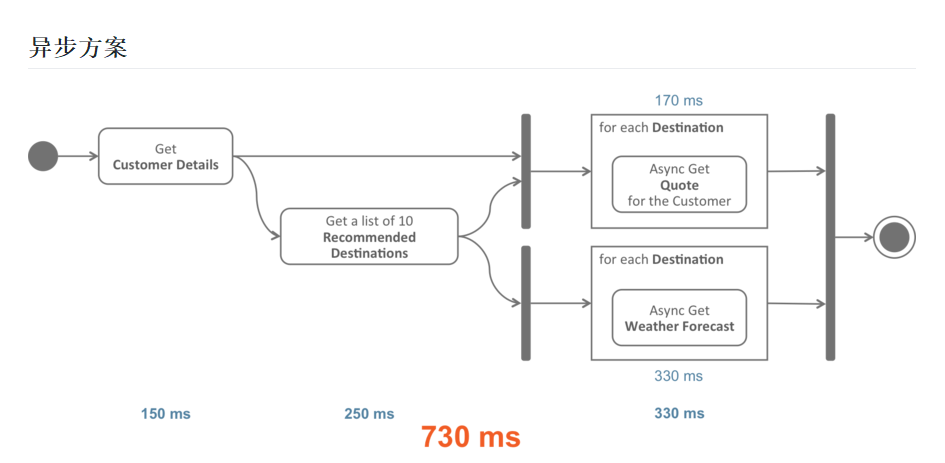 异步方案
170 ms
for each Destination
Async Get
Quote
for the Customer
Get
Customer Details
Get a list of 10
Recommended
Destinations
for each Destination
Async Get
Weather Forecast
330 ms
150 ms
250 ms
330 ms
730 ms